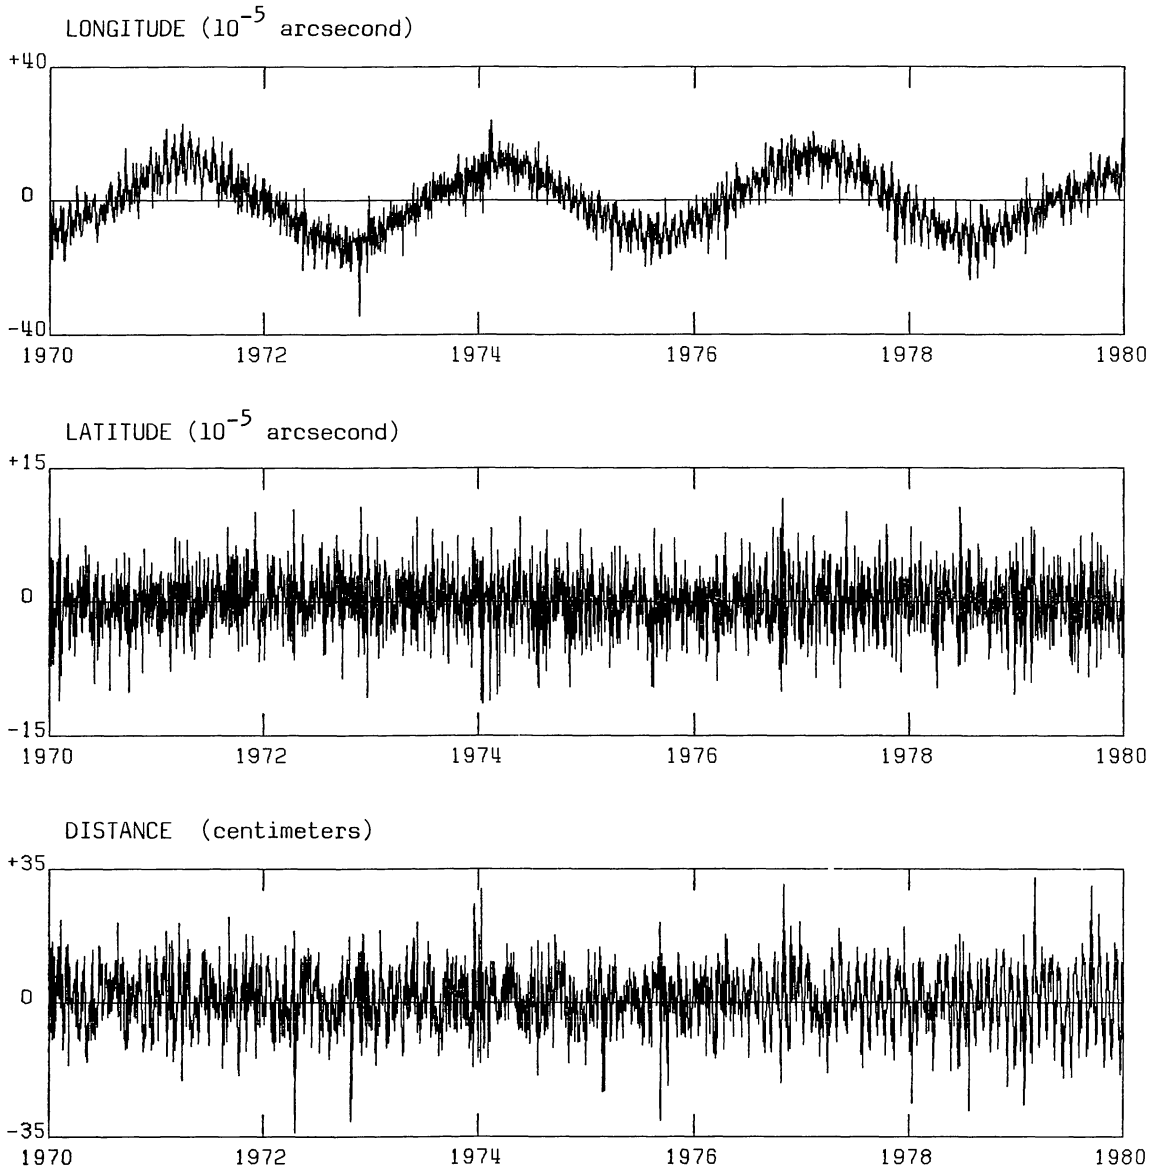 LONGITUDE (10⁻⁵ arcsecond)
+40
0
-40
1970 1972 1974 1976 1978 1980
LATITUDE (10⁻⁵ arcsecond)
+15
0
-15
1970 1972 1974 1976 1978 1980
DISTANCE (centimeters)
+35
0
-35
1970 1972 1974 1976 1978 1980